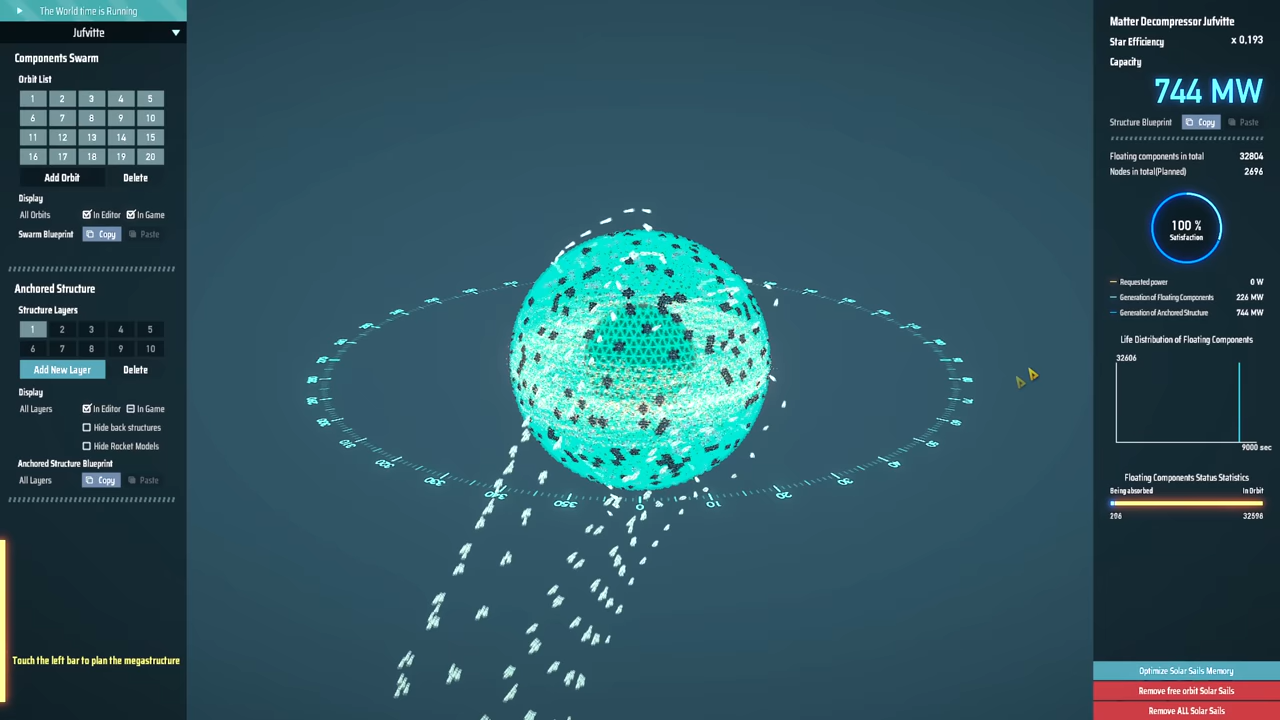 The World time is Running
Jufvitte
Components Swarm
Orbit List
1 2 3 4 5
6 7 8 9 10
11 12 13 14 15
16 17 18 19 20
Add Orbit Delete
Display
All Orbits In Editor In Game
Swarm Blueprint Copy Paste
Anchored Structure
Structure Layers
1 2 3 4 5
6 7 8 9 10
Add New Layer Delete
Display
All Layers In Editor In Game
Hide back structures
Hide Rocket Models
Anchored Structure Blueprint
All Layers Copy Paste
Touch the left bar to plan the megastructure
350 0 10 20 30
Matter Decompressor Jufvitte
Star Efficiency x 0,193
Capacity
744 MW
Structure Blueprint Copy Paste
Floating components in total 32804
Nodes in total(Planned) 2696
100 %
Satisfaction
Requested power 0 W
Generation of Floating Components 226 MW
Generation of Anchored Structure 744 MW
Life Distribution of Floating Components
32606
9000 sec
Floating Components Status Statistics
Being absorbed In Orbit
296 32598
Optimize Solar Sails Memory
Remove free orbit Solar Sails
Remove ALL Solar Sails